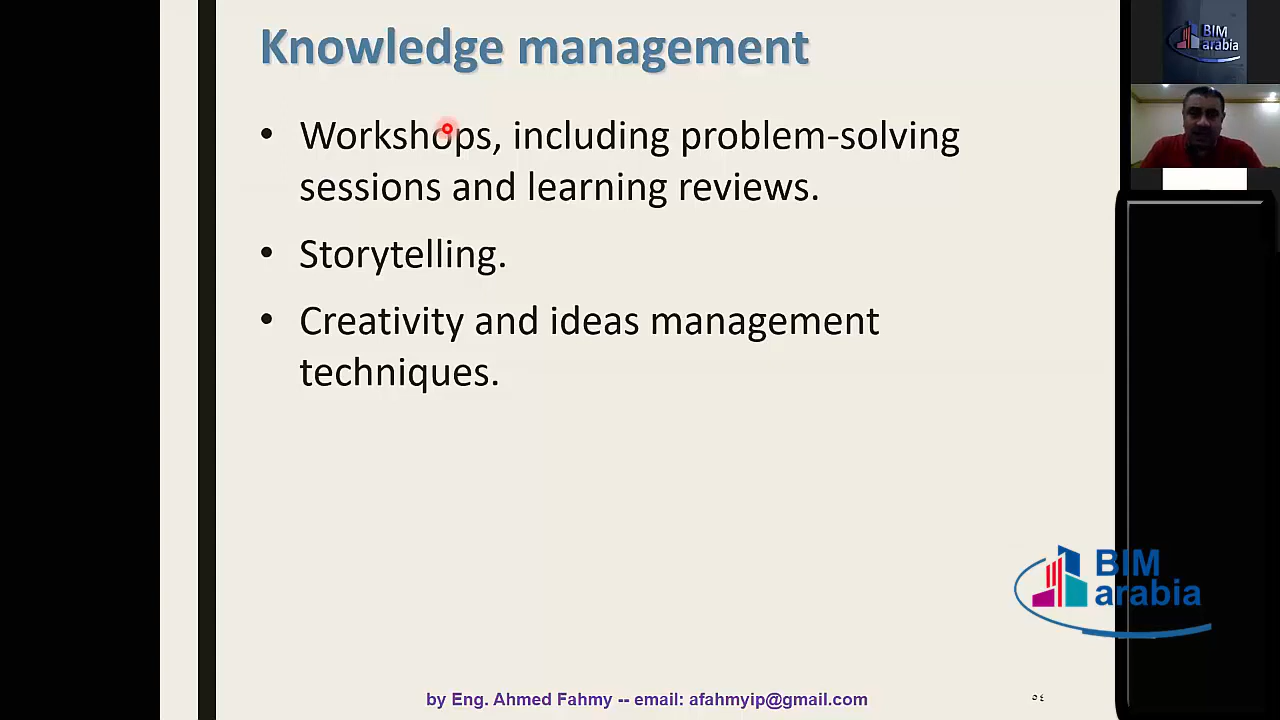 Knowledge management
• Workshops, including problem-solving
sessions and learning reviews.
• Storytelling.
• Creativity and ideas management
techniques.
BIM
arabia
BIM
arabia
by Eng. Ahmed Fahmy -- email: afahmyip@gmail.com